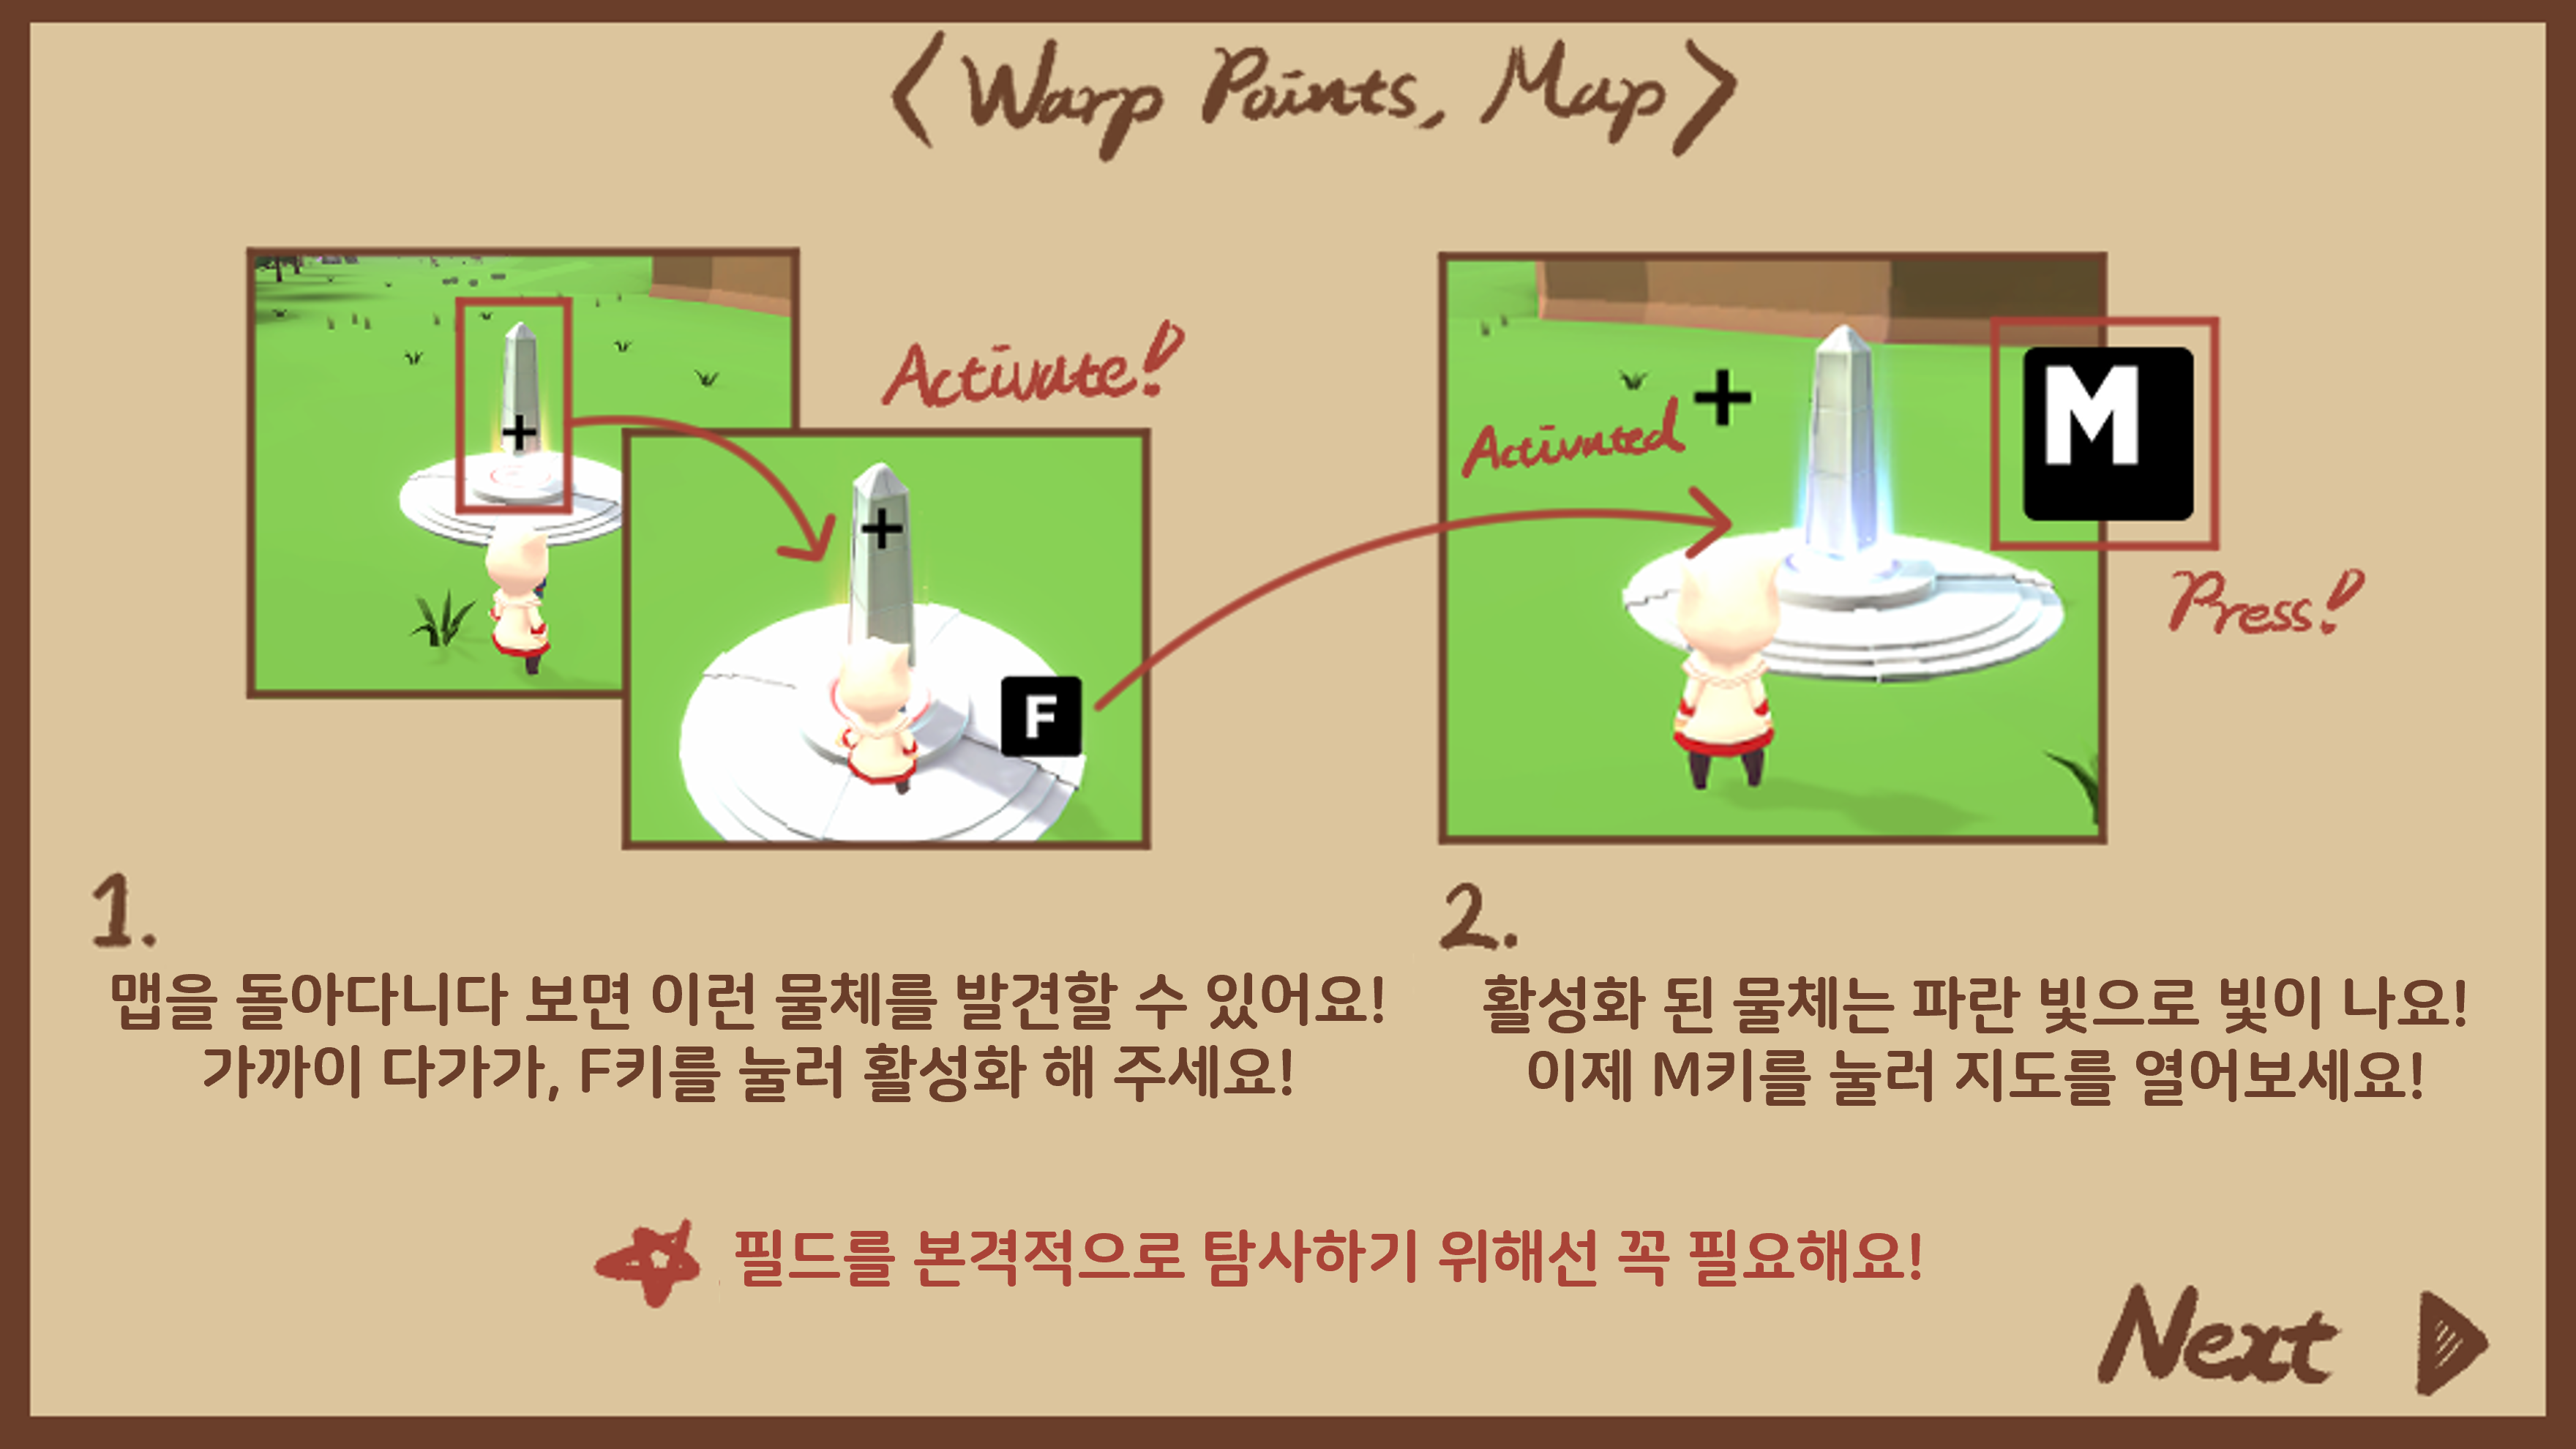 <Warp Points, Map>
Activate!
F
Activated
M
Press!
1.
맵을 돌아다니다 보면 이런 물체를 발견할 수 있어요!
가까이 다가가, F키를 눌러 활성화 해 주세요!
2.
활성화 된 물체는 파란 빛으로 빛이 나요!
이제 M키를 눌러 지도를 열어보세요!
필드를 본격적으로 탐사하기 위해선 꼭 필요해요!
Next